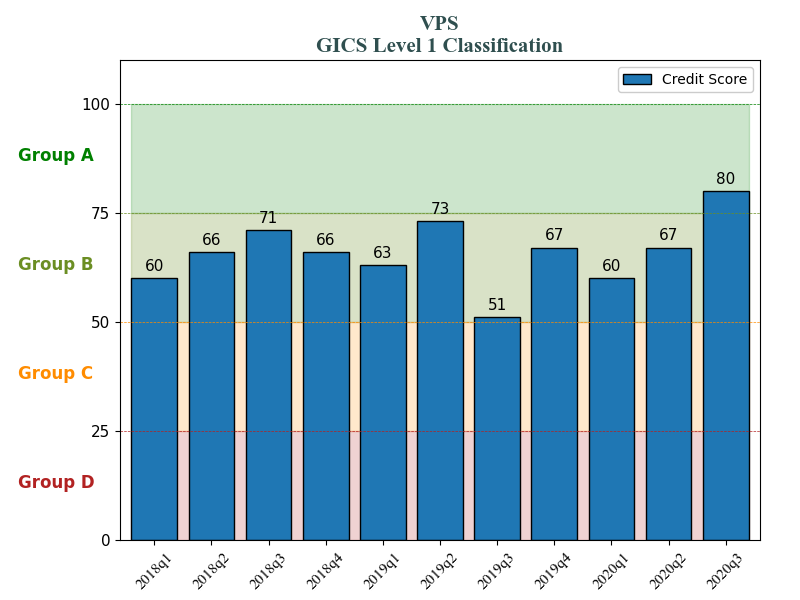 VPS
GICS Level 1 Classification
Credit Score
100
Group A
80
75
73
71
67
67
66
66
63
60
60
Group B
51
50
Group C
25
Group D
0
2018q1
2018q2
2018q3
2018q4
2019q1
2019q2
2019q3
2019q4
2020q1
2020q2
2020q3